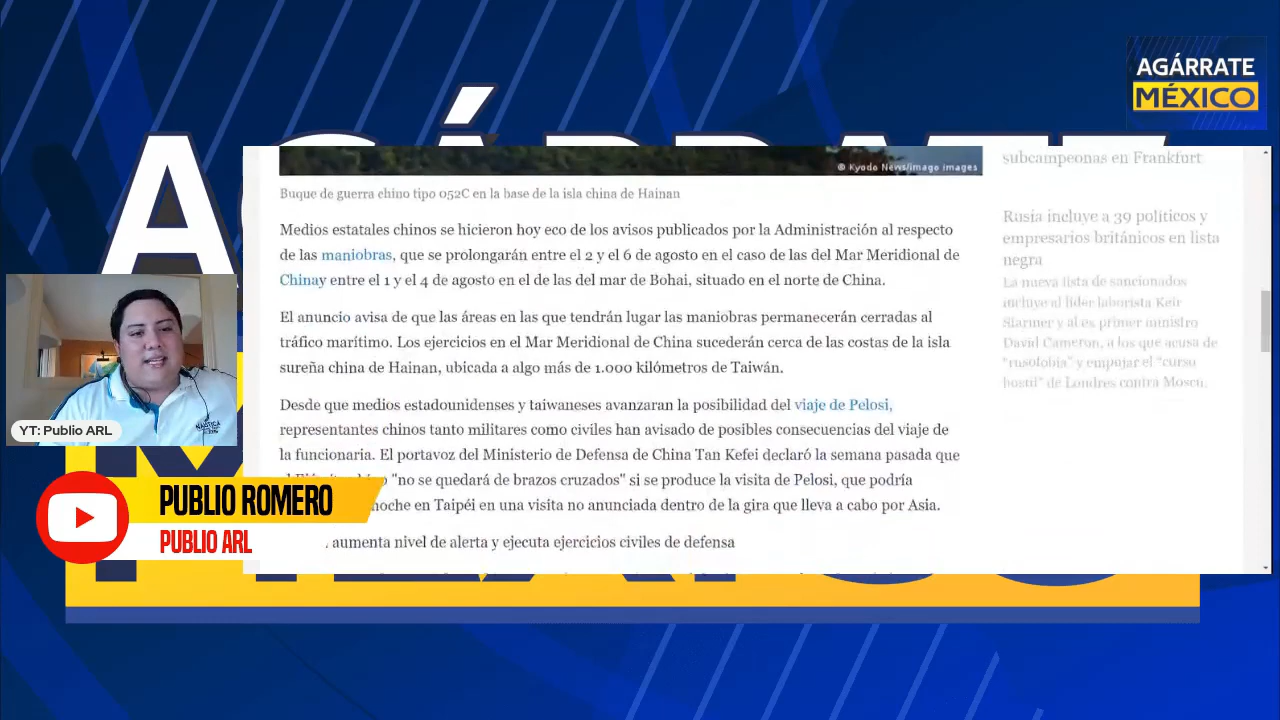 AGÁRRATE
MÉXICO
© Kyodo News/imago images
subcampeonas en Frankfurt
Buque de guerra chino tipo 052C en la base de la isla china de Hainan
Medios estatales chinos se hicieron hoy eco de los avisos publicados por la Administración al respecto
de las maniobras, que se prolongarán entre el 2 y el 6 de agosto en el caso de las del Mar Meridional de
Chinay entre el 1 y el 4 de agosto en el de las del mar de Bohai, situado en el norte de China.
El anuncio avisa de que las áreas en las que tendrán lugar las maniobras permanecerán cerradas al
tráfico marítimo. Los ejercicios en el Mar Meridional de China sucederán cerca de las costas de la isla
sureña china de Hainan, ubicada a algo más de 1.000 kilómetros de Taiwán.
Desde que medios estadounidenses y taiwaneses avanzaran la posibilidad del viaje de Pelosi,
representantes chinos tanto militares como civiles han avisado de posibles consecuencias del viaje de
la funcionaria. El portavoz del Ministerio de Defensa de China Tan Kefei declaró la semana pasada que
"no se quedará de brazos cruzados" si se produce la visita de Pelosi, que podría
noche en Taipéi en una visita no anunciada dentro de la gira que lleva a cabo por Asia.
aumenta nivel de alerta y ejecuta ejercicios civiles de defensa
Rusia incluye a 39 políticos y
empresarios británicos en lista
negra
La nueva lista de sancionados
incluye al líder laborista Keir
Starmer y al ex primer ministro
David Cameron, a los que acusa de
"rusofobia" y empujar el "curso
hostil" de Londres contra Moscú.
NAUTICA
YT: Publio ARL
PUBLIO ROMERO
PUBLIO ARL